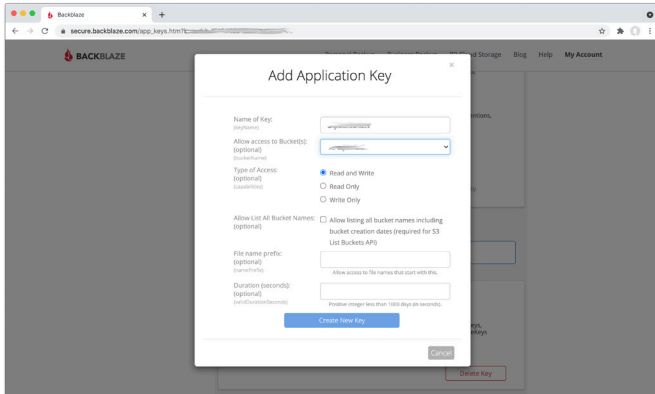 Backblaze
secure.backblaze.com/app_keys.htm?
BACKBLAZE
Storage Blog Help My Account
×
Add Application Key
Name of Key:
(keyName)
Allow access to Bucket(s):
(optional)
(bucketName)
Type of Access:
(optional)
(capabilities)
Read and Write
Read Only
Write Only
Allow List All Bucket Names:
(optional)
Allow listing all bucket names including
bucket creation dates (required for S3
List Buckets API)
File name prefix:
(optional)
(namePrefix)
Allow access to file names that start with this.
Duration (seconds):
(optional)
(validDurationSeconds)
Positive integer less than 1000 days (in seconds).
Create New Key
Cancel
Delete Key